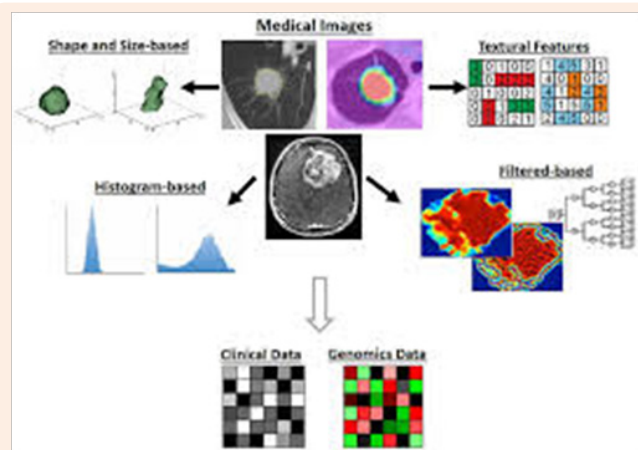 Medical Images
Shape and Size-based
Textural Features
Histogram-based
Filtered-based
Clinical Data
Genomics Data